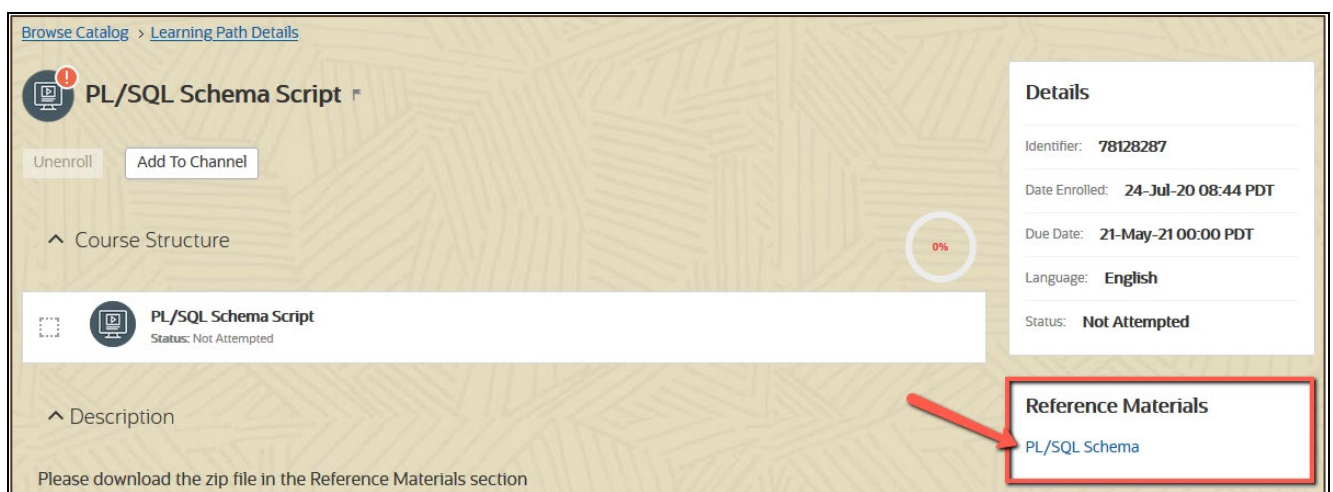 Browse Catalog > Learning Path Details
! PL/SQL Schema Script
Unenroll Add To Channel
Course Structure
0%
PL/SQL Schema Script
Status: Not Attempted
Description
Please download the zip file in the Reference Materials section
Details
Identifier: 78128287
Date Enrolled: 24-Jul-20 08:44 PDT
Due Date: 21-May-21 00:00 PDT
Language: English
Status: Not Attempted
Reference Materials
PL/SQL Schema